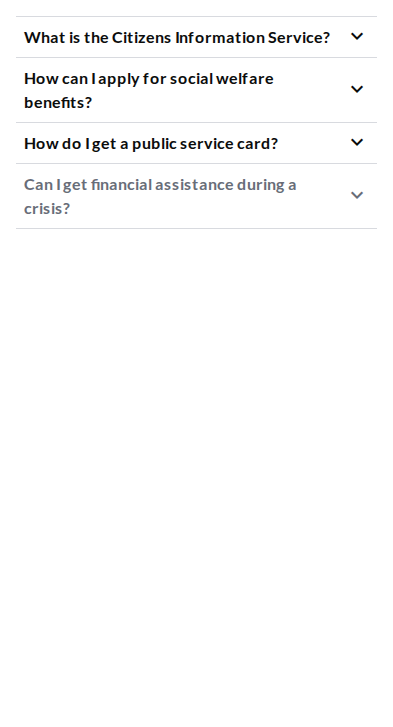 What is the Citizens Information Service?
How can I apply for social welfare
benefits?
How do I get a public service card?
Can I get financial assistance during a
crisis?